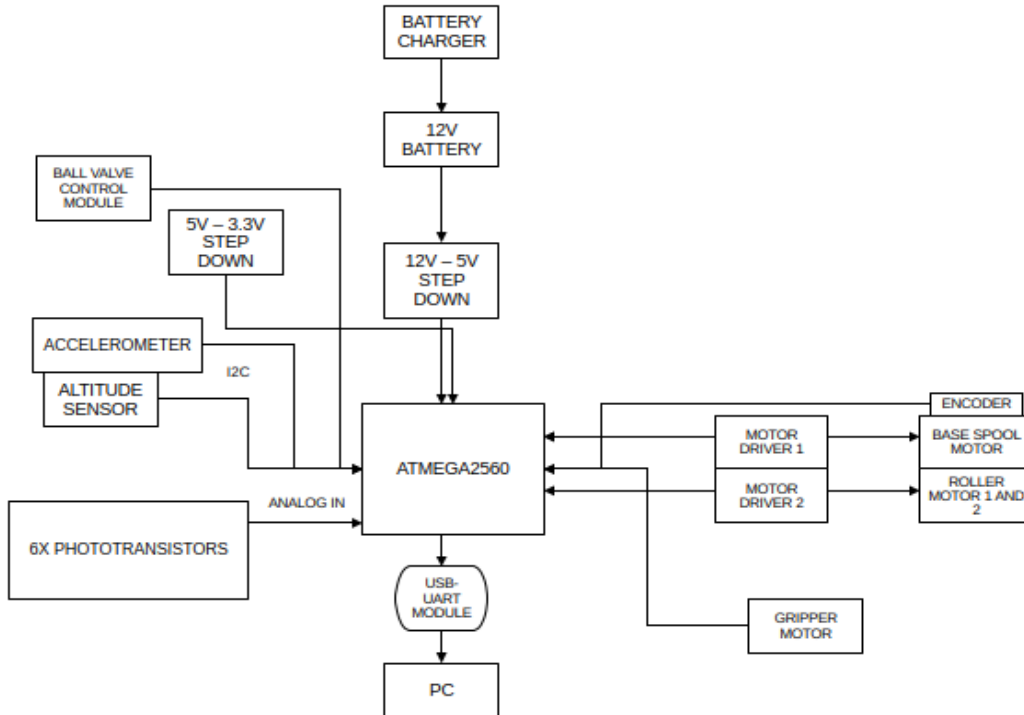 BATTERY
CHARGER
12V
BATTERY
BALL VALVE
CONTROL
MODULE
5V – 3.3V
STEP
DOWN
12V – 5V
STEP
DOWN
ACCELEROMETER
I2C
ALTITUDE
SENSOR
ENCODER
MOTOR
DRIVER 1
BASE SPOOL
MOTOR
ATMEGA2560
MOTOR
DRIVER 2
ROLLER
MOTOR 1 AND
2
ANALOG IN
6X PHOTOTRANSISTORS
USB-
UART
MODULE
GRIPPER
MOTOR
PC